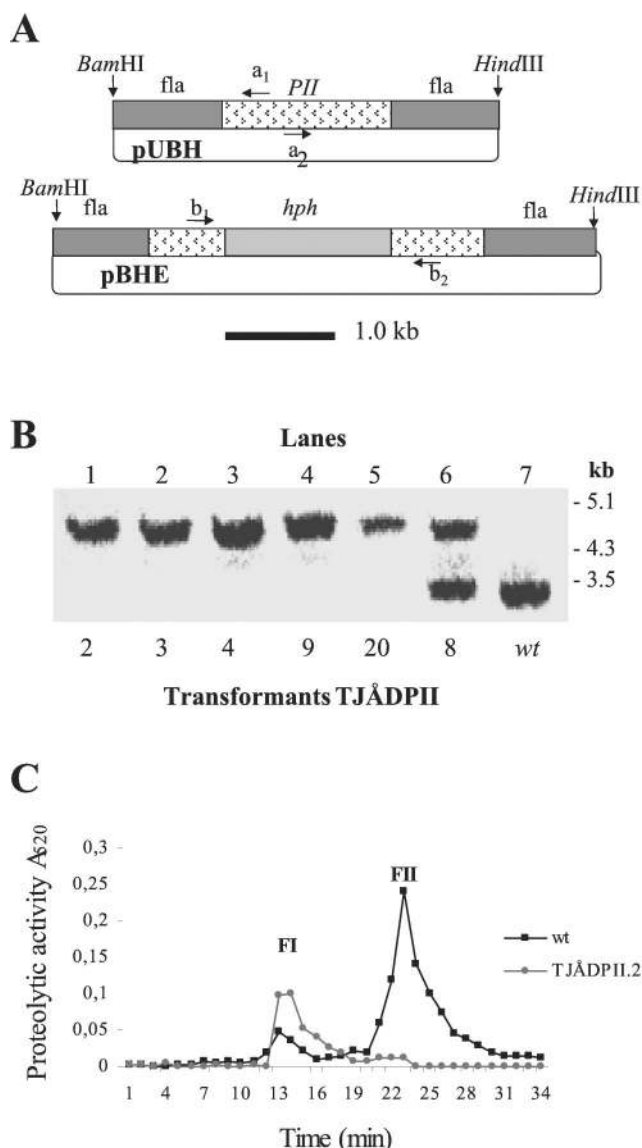 A
BamHI HindIII
fla a1 PII fla
a2
pUBH
BamHI HindIII
fla b1 hph fla
b2
pBHE
1.0 kb
B
Lanes
1 2 3 4 5 6 7 kb
- 5.1
- 4.3
- 3.5
2 3 4 9 20 8 wt
Transformants TJÅDPII
C
Proteolytic activity A520
0,3
0,25
0,2
0,15
0,1
0,05
0
FI
FII
wt
TJÅDPII.2
1 4 7 10 13 16 19 22 25 28 31 34
Time (min)